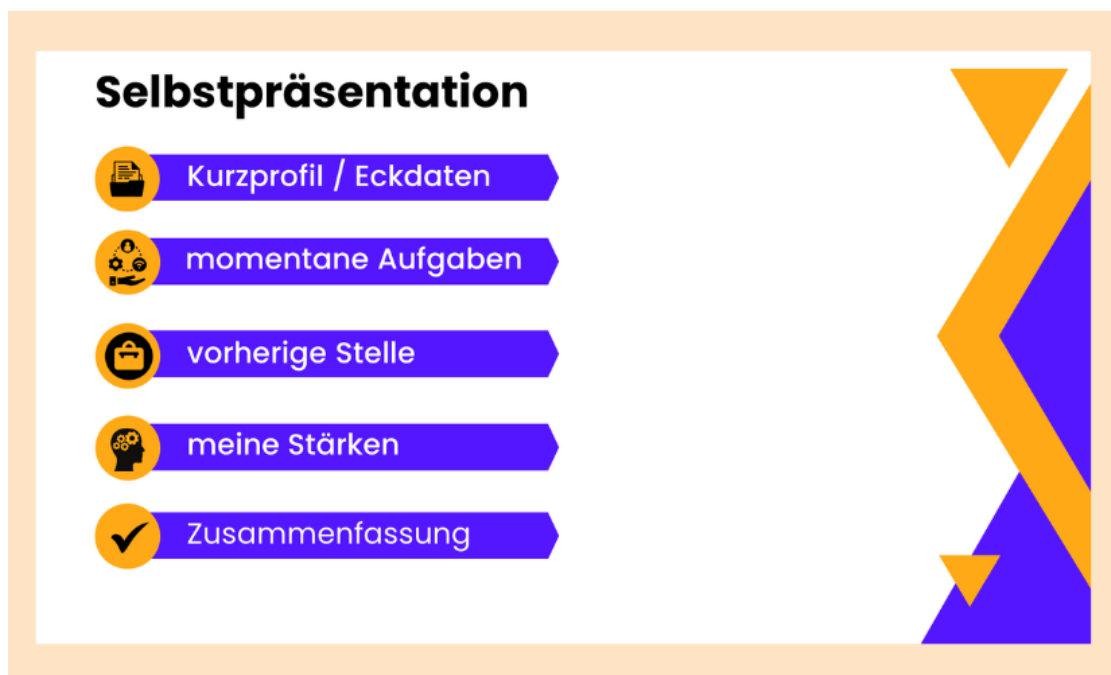 Selbstpräsentation
Kurzprofil / Eckdaten
momentane Aufgaben
vorherige Stelle
meine Stärken
Zusammenfassung